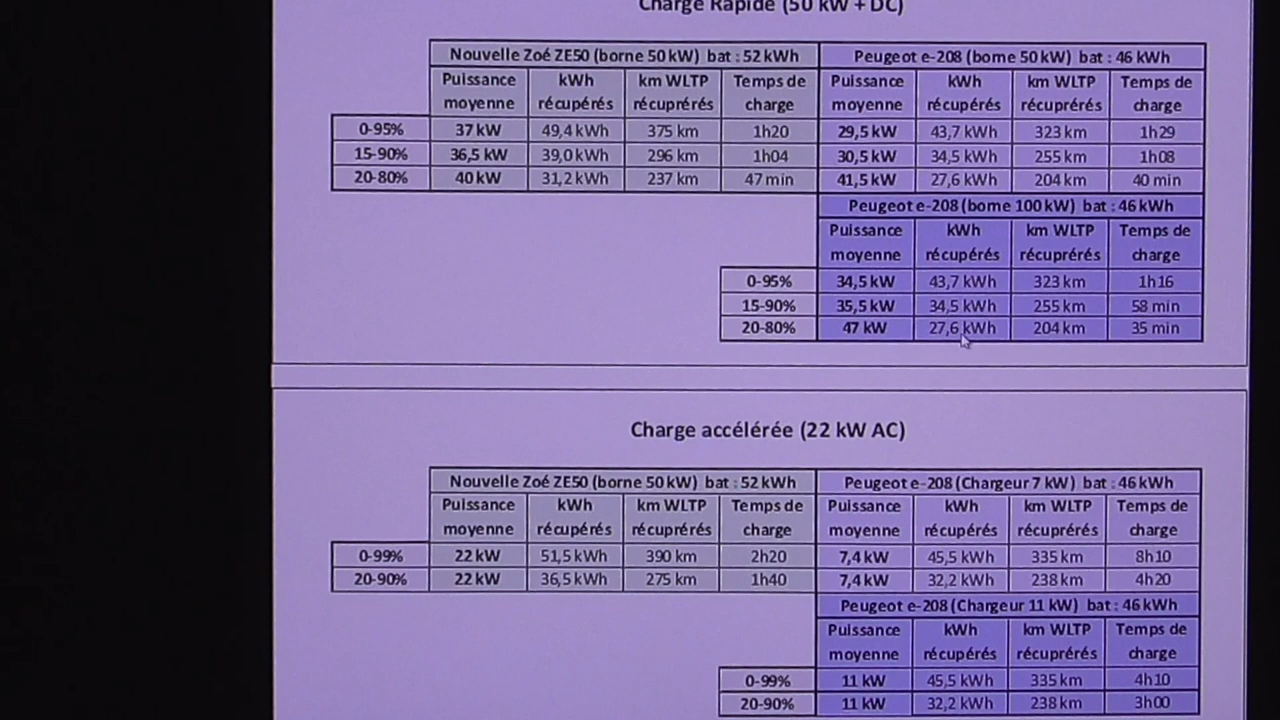 Charge Rapide (50 kW + DC)
Nouvelle Zoé ZE50 (borne 50 kW) bat : 52 kWh Peugeot e-208 (borne 50 kW) bat : 46 kWh
Puissance moyenne kWh récupérés km WLTP récuprérés Temps de charge Puissance moyenne kWh récupérés km WLTP récuprérés Temps de charge
0-95% 37 kW 49,4 kWh 375 km 1h20 29,5 kW 43,7 kWh 323 km 1h29
15-90% 36,5 kW 39,0 kWh 296 km 1h04 30,5 kW 34,5 kWh 255 km 1h08
20-80% 40 kW 31,2 kWh 237 km 47 min 41,5 kW 27,6 kWh 204 km 40 min
Peugeot e-208 (borne 100 kW) bat : 46 kWh
Puissance moyenne kWh récupérés km WLTP récuprérés Temps de charge
0-95% 34,5 kW 43,7 kWh 323 km 1h16
15-90% 35,5 kW 34,5 kWh 255 km 58 min
20-80% 47 kW 27,6 kWh 204 km 35 min
Charge accélérée (22 kW AC)
Nouvelle Zoé ZE50 (borne 50 kW) bat : 52 kWh Peugeot e-208 (Chargeur 7 kW) bat : 46 kWh
Puissance moyenne kWh récupérés km WLTP récuprérés Temps de charge Puissance moyenne kWh récupérés km WLTP récuprérés Temps de charge
0-99% 22 kW 51,5 kWh 390 km 2h20 7,4 kW 45,5 kWh 335 km 8h10
20-90% 22 kW 36,5 kWh 275 km 1h40 7,4 kW 32,2 kWh 238 km 4h20
Peugeot e-208 (Chargeur 11 kW) bat : 46 kWh
Puissance moyenne kWh récupérés km WLTP récuprérés Temps de charge
0-99% 11 kW 45,5 kWh 335 km 4h10
20-90% 11 kW 32,2 kWh 238 km 3h00